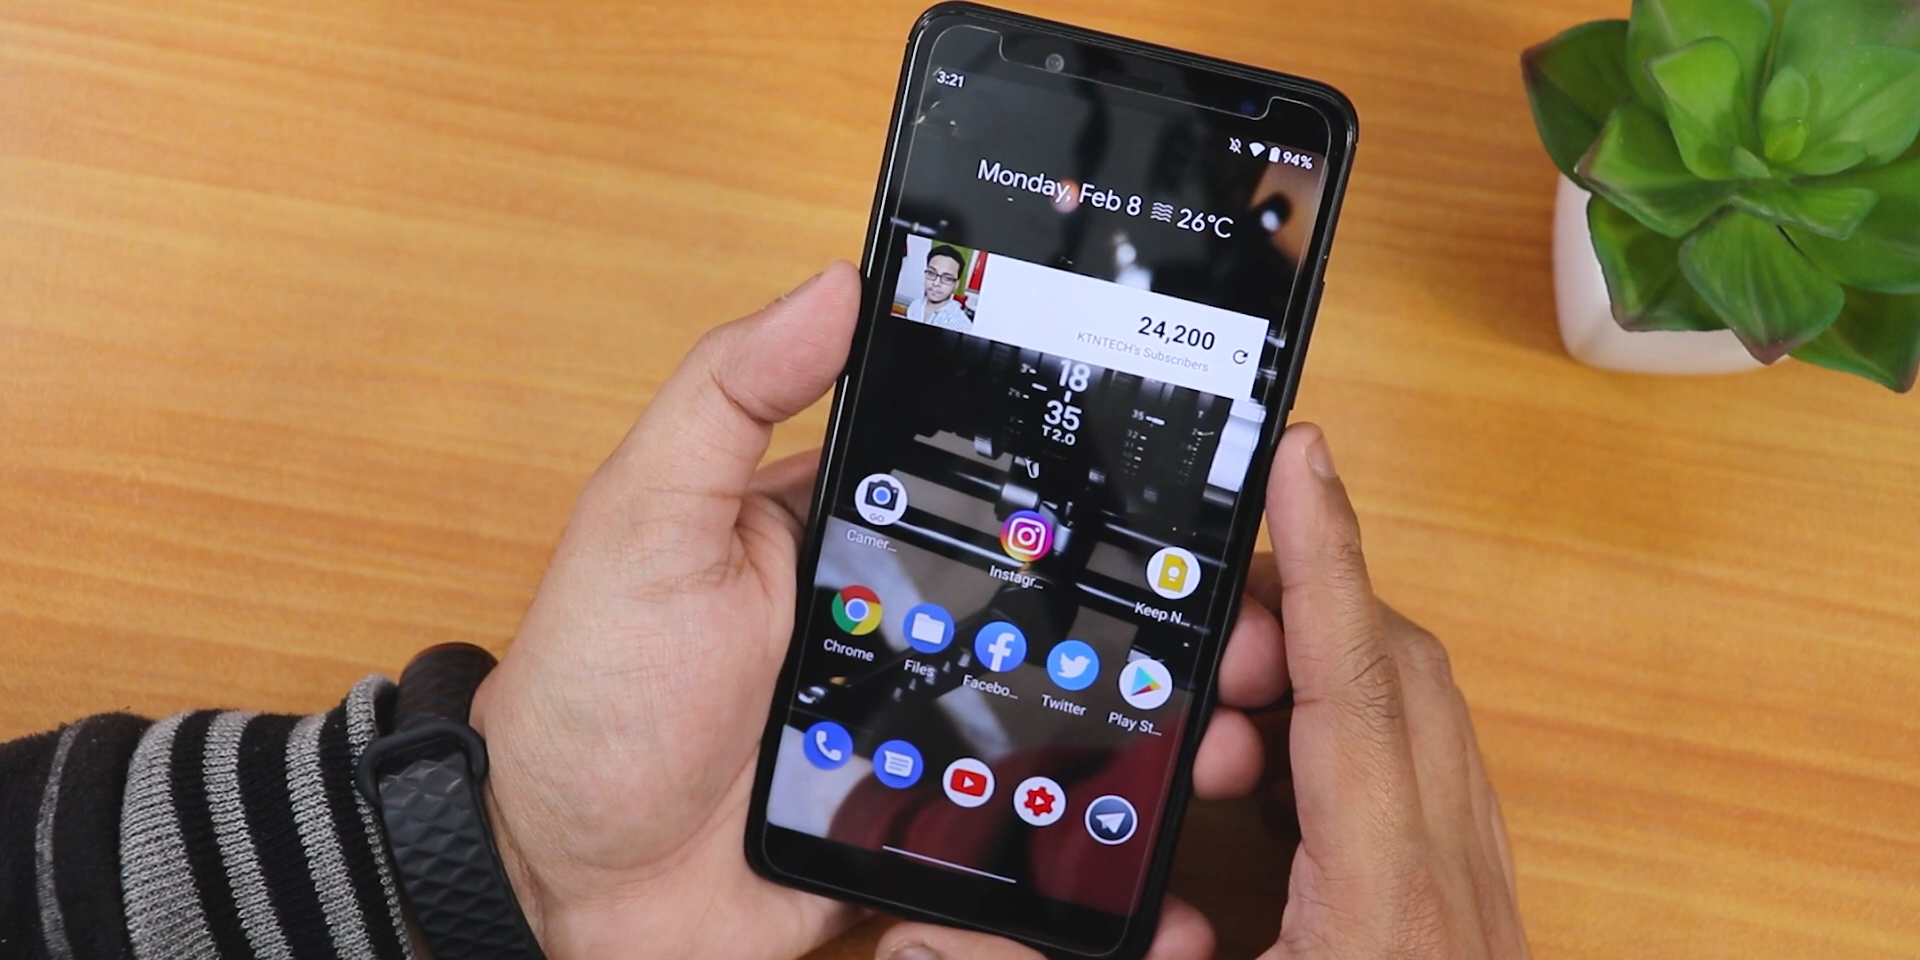 3:21
94%
Monday, Feb 8 26°C
24,200
KTNTECH's Subscribers
18
35
T2.0
GO
Camer...
Instagr...
Keep N...
Chrome
Files
Facebo...
Twitter
Play St...